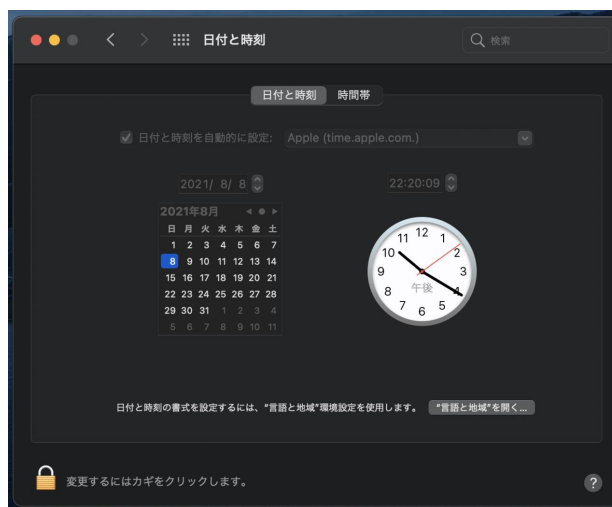 日付と時刻
検索
日付と時刻 時間帯
日付と時刻を自動的に設定: Apple (time.apple.com.)
2021/ 8/ 8
22:20:09
2021年8月
日 月 火 水 木 金 土
1 2 3 4 5 6 7
8 9 10 11 12 13 14
15 16 17 18 19 20 21
22 23 24 25 26 27 28
29 30 31 1 2 3 4
5 6 7 8 9 10 11
12 1 2 3 4 5 6 7 8 9 10 11
午後
日付と時刻の書式を設定するには、“言語と地域”環境設定を使用します。 “言語と地域”を開く...
変更するにはカギをクリックします。
?